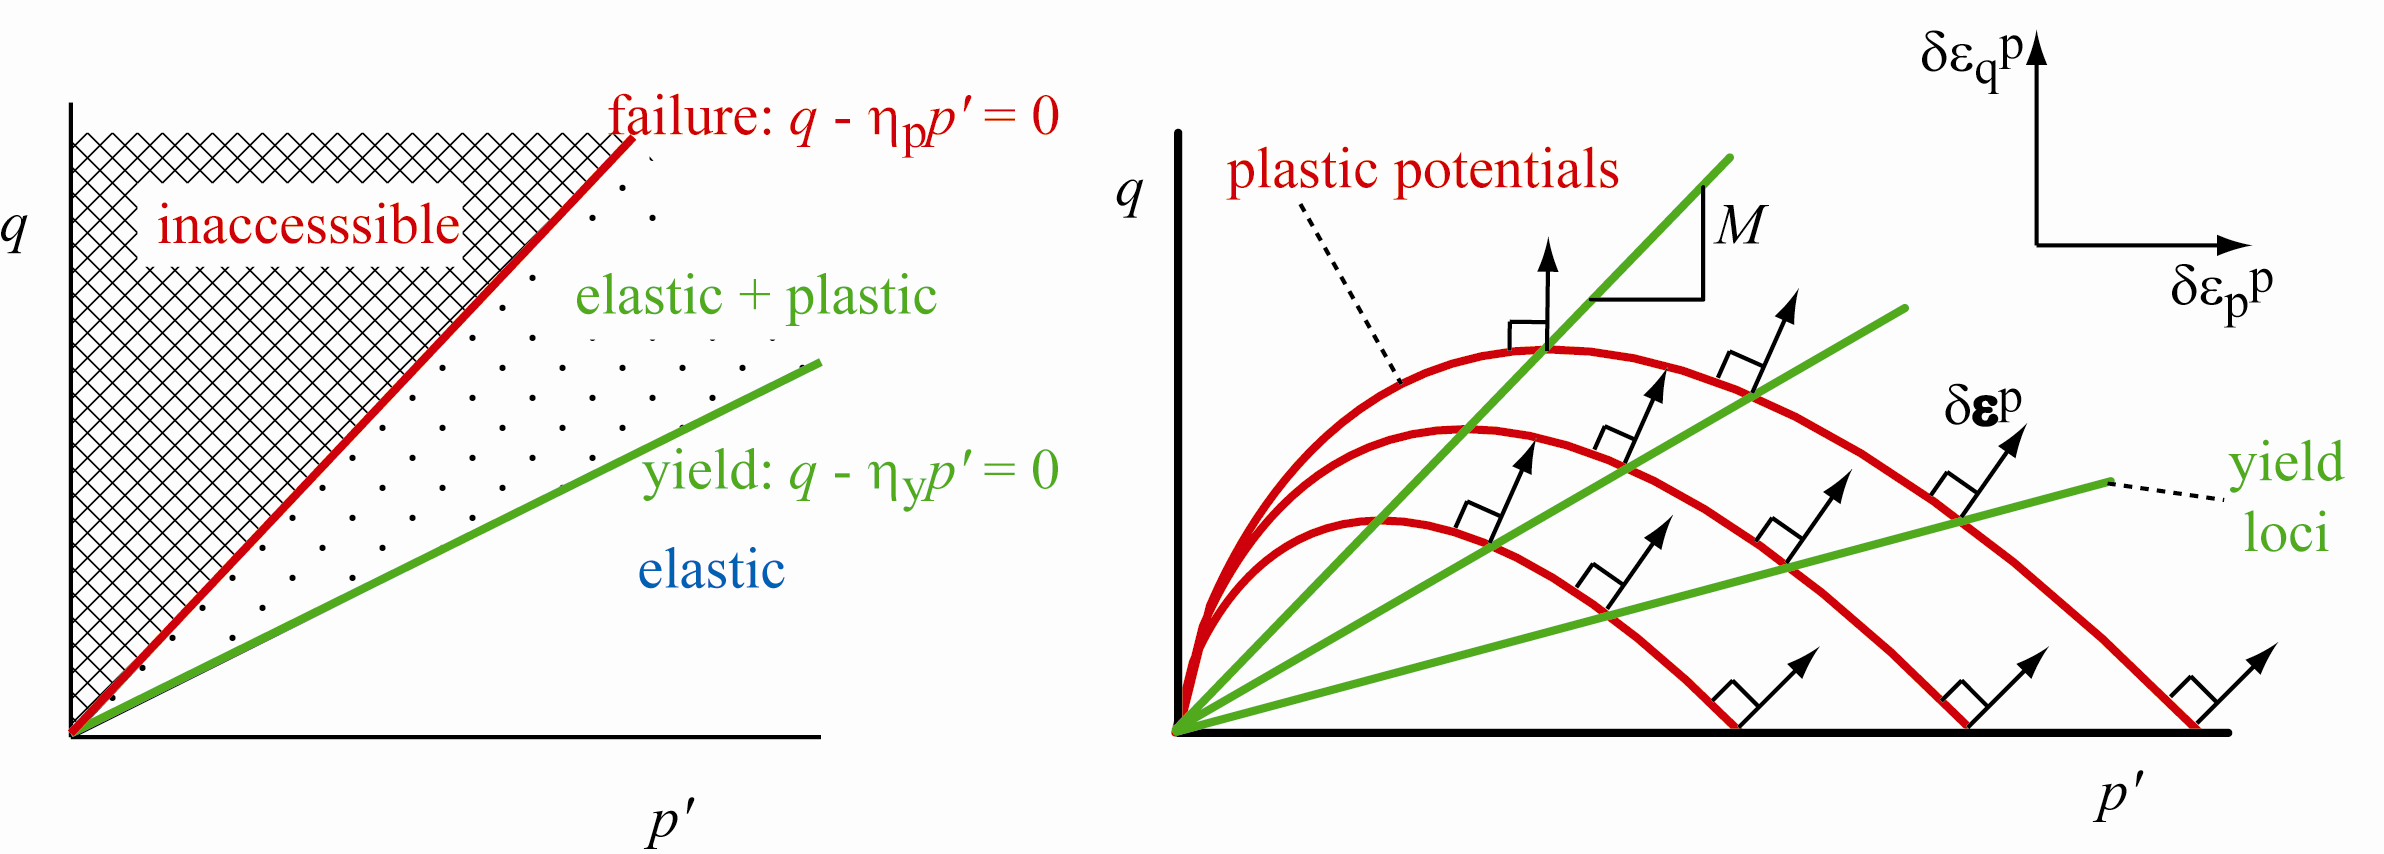 failure: q - ηpp′ = 0
inaccesssible
q
elastic + plastic
yield: q - ηyp′ = 0
elastic
p′
δεqp
δεpp
q
plastic potentials
M
δεp
yield
loci
p′